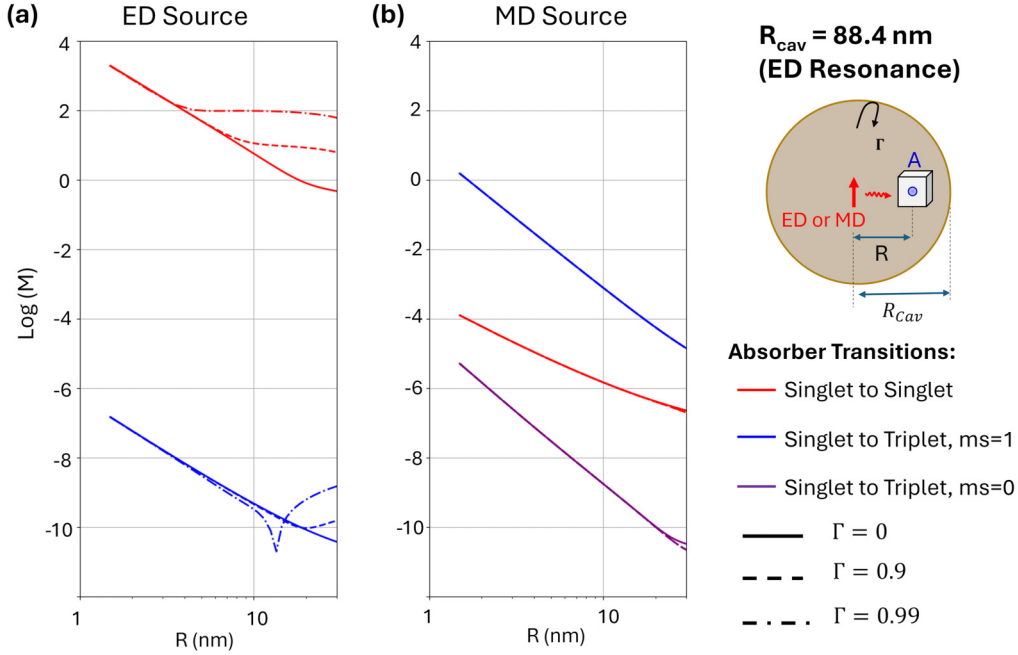 (a) ED Source
(b) MD Source
Log (M)
4
2
0
-2
-4
-6
-8
-10
1
10
R (nm)
0
-2
-4
-6
-8
-10
1
10
R (nm)
R_cav = 88.4 nm
(ED Resonance)
Γ
A
ED or MD
R
R_Cav
Absorber Transitions:
Singlet to Singlet
Singlet to Triplet, ms=1
Singlet to Triplet, ms=0
Γ = 0
Γ = 0.9
Γ = 0.99